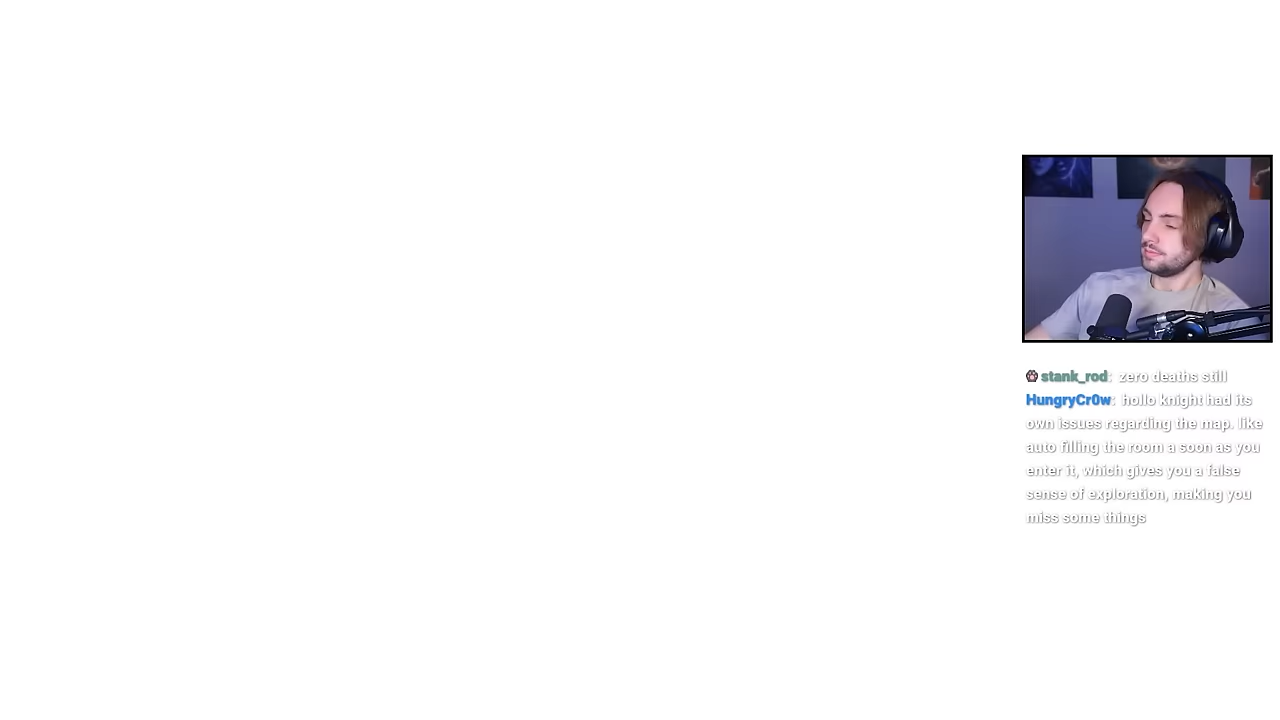 stank_rod: zero deaths still
HungryCr0w: hollo knight had its
own issues regarding the map. like
auto filling the room a soon as you
enter it, which gives you a false
sense of exploration, making you
miss some things